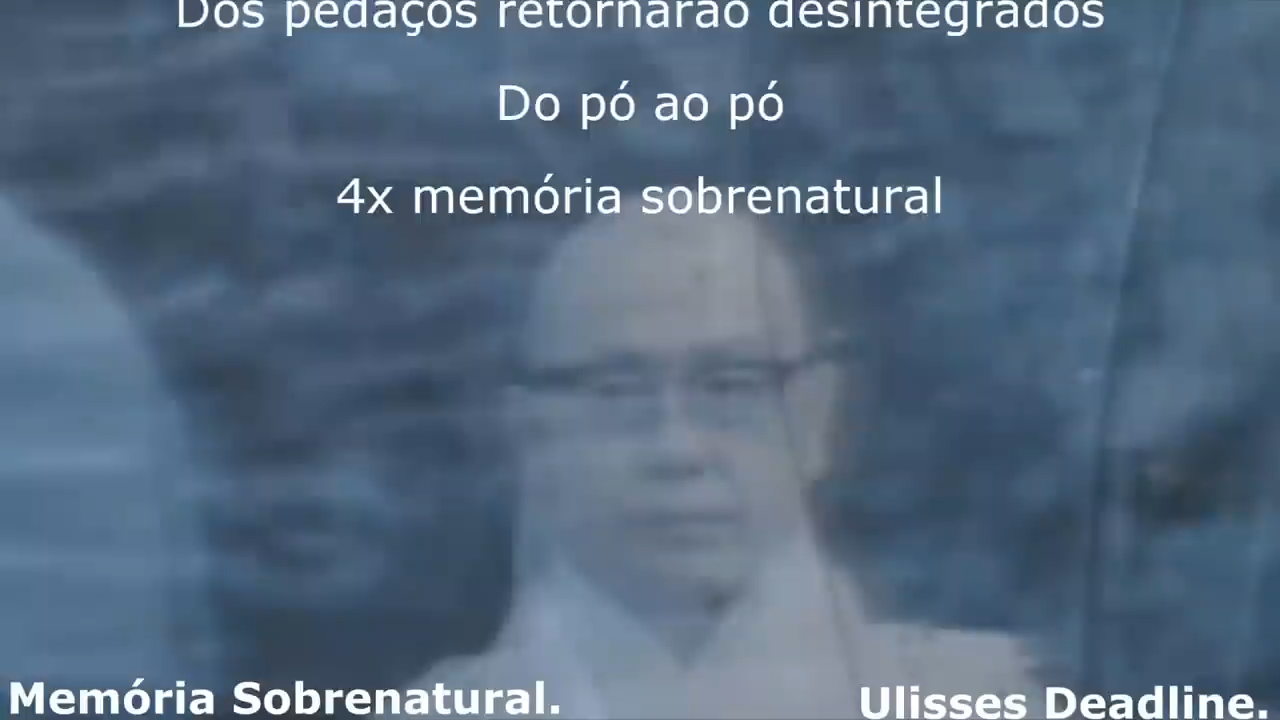 Dos pedaços retornarão desintegrados
Do pó ao pó
4x memória sobrenatural
Memória Sobrenatural.
Ulisses Deadline.